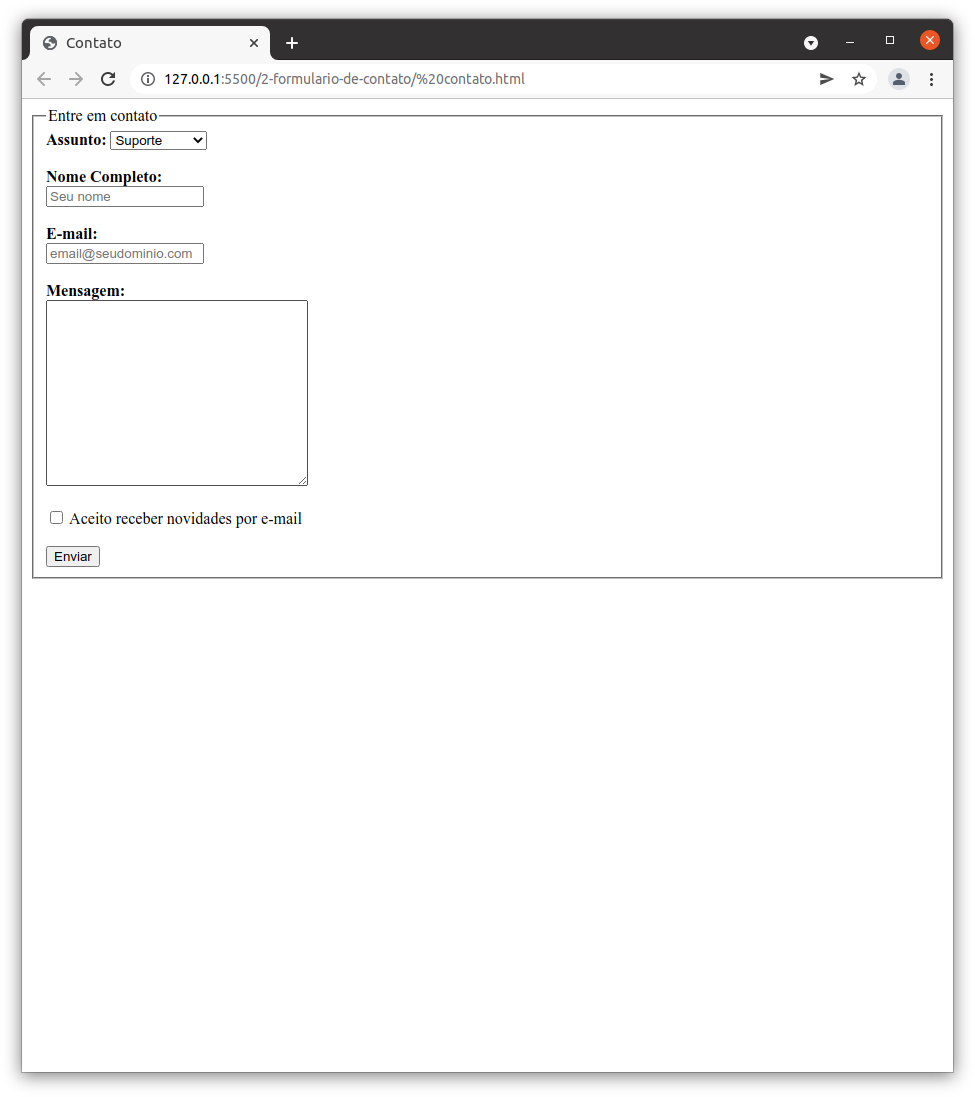 Contato
127.0.0.1:5500/2-formulario-de-contato/%20contato.html
Entre em contato
Assunto: Suporte
Nome Completo:
Seu nome
E-mail:
email@seudominio.com
Mensagem:
Aceito receber novidades por e-mail
Enviar